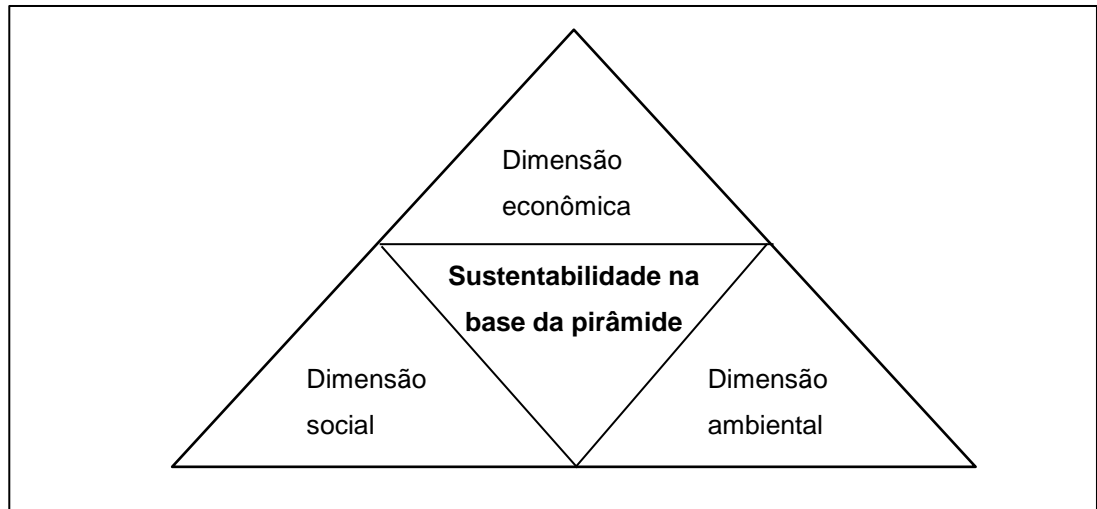 Dimensão
econômica
Sustentabilidade na
base da pirâmide
Dimensão
social
Dimensão
ambiental